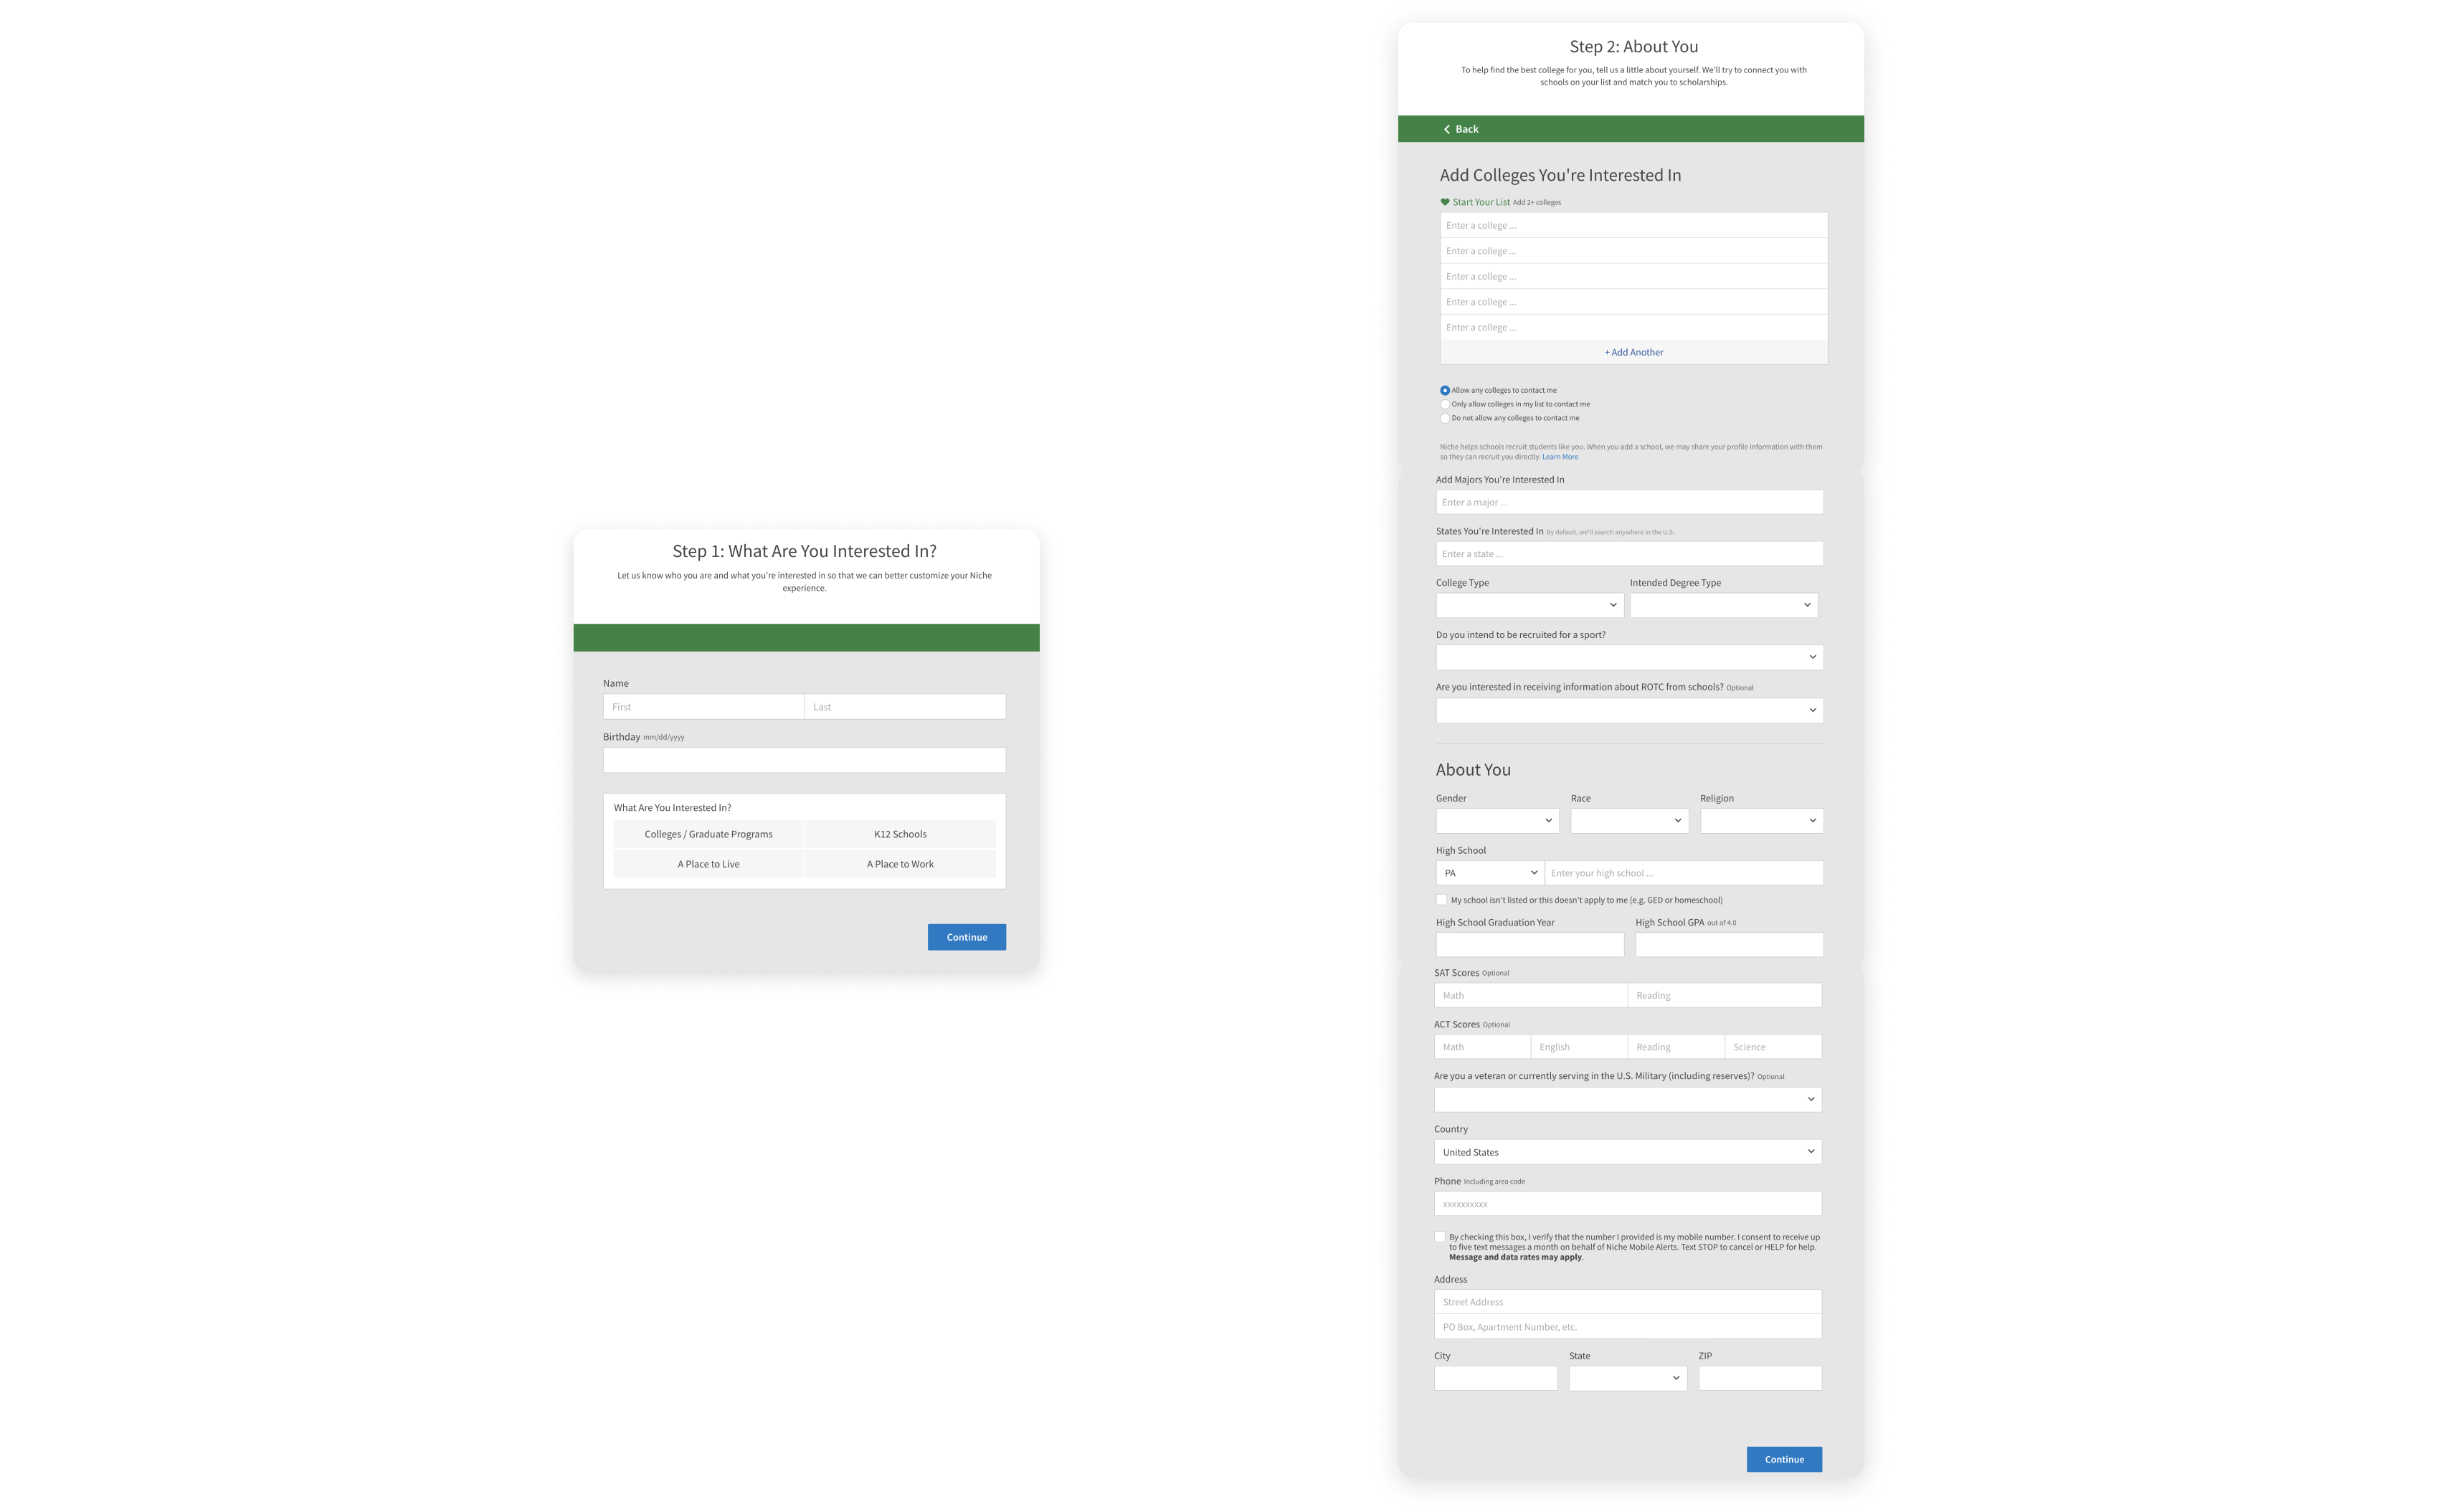 Step 1: What Are You Interested In?
Let us know who you are and what you're interested in so that we can better customize your Niche
experience.
Name
First Last
Birthday mm/dd/yyyy
What Are You Interested In?
Colleges / Graduate Programs K12 Schools
A Place to Live A Place to Work
Continue
Step 2: About You
To help find the best college for you, tell us a little about yourself. We'll try to connect you with
schools on your list and match you to scholarships.
Back
Add Colleges You're Interested In
Start Your List Add 2+ colleges
Enter a college ...
Enter a college ...
Enter a college ...
Enter a college ...
Enter a college ...
+ Add Another
Allow any colleges to contact me
Only allow colleges in my list to contact me
Do not allow any colleges to contact me
Niche helps schools recruit students like you. When you add a school, we may share your profile information with them
so they can recruit you directly. Learn More
Add Majors You're Interested In
Enter a major ...
States You're Interested In By default, we'll search anywhere in the U.S.
Enter a state ...
College Type Intended Degree Type
Do you intend to be recruited for a sport?
Are you interested in receiving information about ROTC from schools? Optional
About You
Gender Race Religion
High School
PA Enter your high school ...
My school isn't listed or this doesn't apply to me (e.g. GED or homeschool)
High School Graduation Year High School GPA out of 4.0
SAT Scores Optional
Math Reading
ACT Scores Optional
Math English Reading Science
Are you a veteran or currently serving in the U.S. Military (including reserves)? Optional
Country
United States
Phone Including area code
xxxxxxxxxx
By checking this box, I verify that the number I provided is my mobile number. I consent to receive up
to five text messages a month on behalf of Niche Mobile Alerts. Text STOP to cancel or HELP for help.
Message and data rates may apply.
Address
Street Address
PO Box, Apartment Number, etc.
City State ZIP
Continue